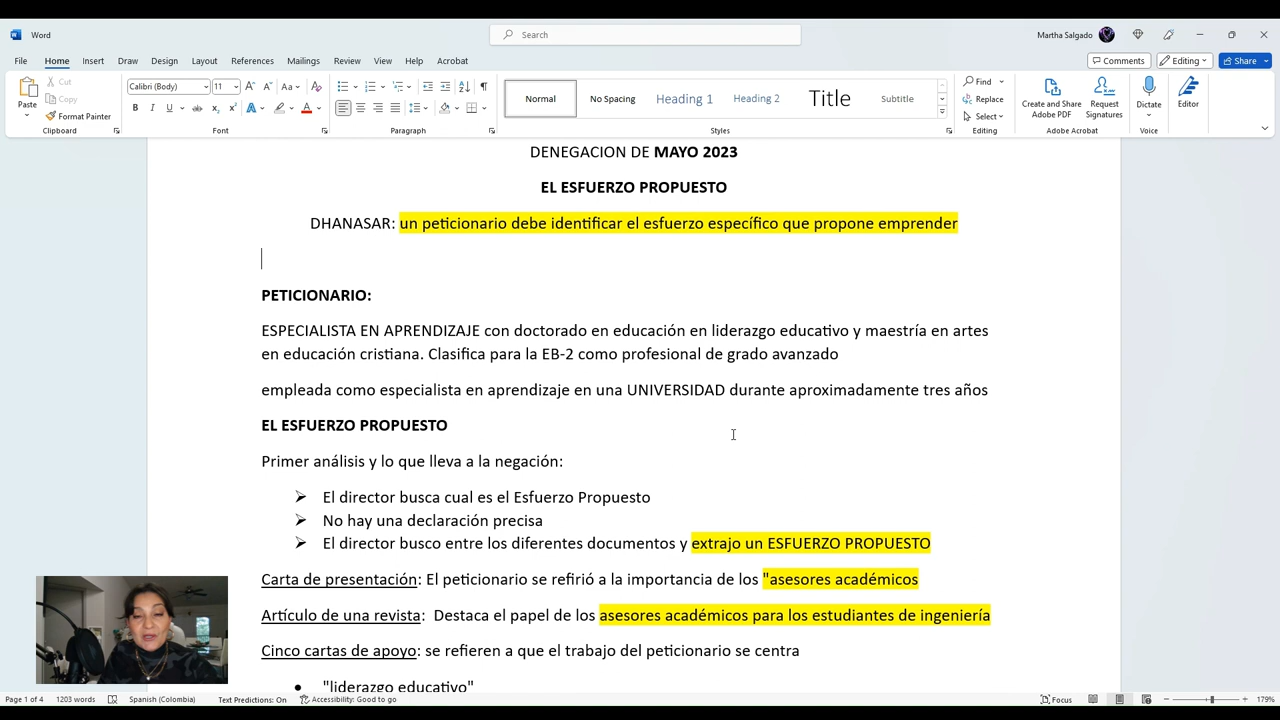 Word
Search
Martha Salgado
File Home Insert Draw Design Layout References Mailings Review View Help Acrobat
Comments Editing Share
Paste
Cut
Copy
Format Painter
Clipboard
Calibri (Body) 11
Font
Paragraph
Normal No Spacing Heading 1 Heading 2 Title Subtitle
Styles
Find
Replace
Select
Editing
Create and Share
Adobe PDF
Request
Signatures
Adobe Acrobat
Dictate
Voice
Editor
DENEGACION DE MAYO 2023
EL ESFUERZO PROPUESTO
DHANASAR: un peticionario debe identificar el esfuerzo específico que propone emprender
PETICIONARIO:
ESPECIALISTA EN APRENDIZAJE con doctorado en educación en liderazgo educativo y maestría en artes
en educación cristiana. Clasifica para la EB-2 como profesional de grado avanzado
empleada como especialista en aprendizaje en una UNIVERSIDAD durante aproximadamente tres años
EL ESFUERZO PROPUESTO
Primer análisis y lo que lleva a la negación:
El director busca cual es el Esfuerzo Propuesto
No hay una declaración precisa
El director busco entre los diferentes documentos y extrajo un ESFUERZO PROPUESTO
Carta de presentación: El peticionario se refirió a la importancia de los "asesores académicos
Artículo de una revista: Destaca el papel de los asesores académicos para los estudiantes de ingeniería
Cinco cartas de apoyo: se refieren a que el trabajo del peticionario se centra
"liderazgo educativo"
Page 1 of 4 1203 words Spanish (Colombia) Text Predictions: On Accessibility: Good to go Focus 179%